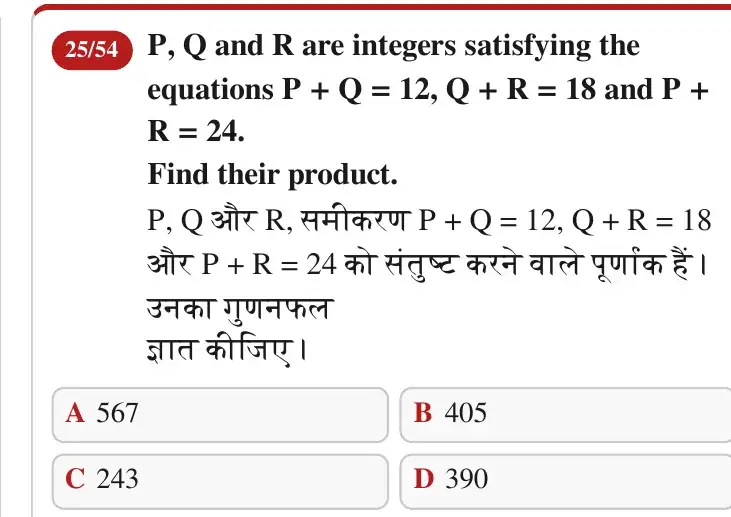 25/54 P, Q and R are integers satisfying the
equations P + Q = 12, Q + R = 18 and P +
R = 24.
Find their product.
P, Q और R, समीकरण P + Q = 12, Q + R = 18
और P + R = 24 को संतुष्ट करने वाले पूर्णांक हैं।
उनका गुणनफल
ज्ञात कीजिए।
A 567
B 405
C 243
D 390